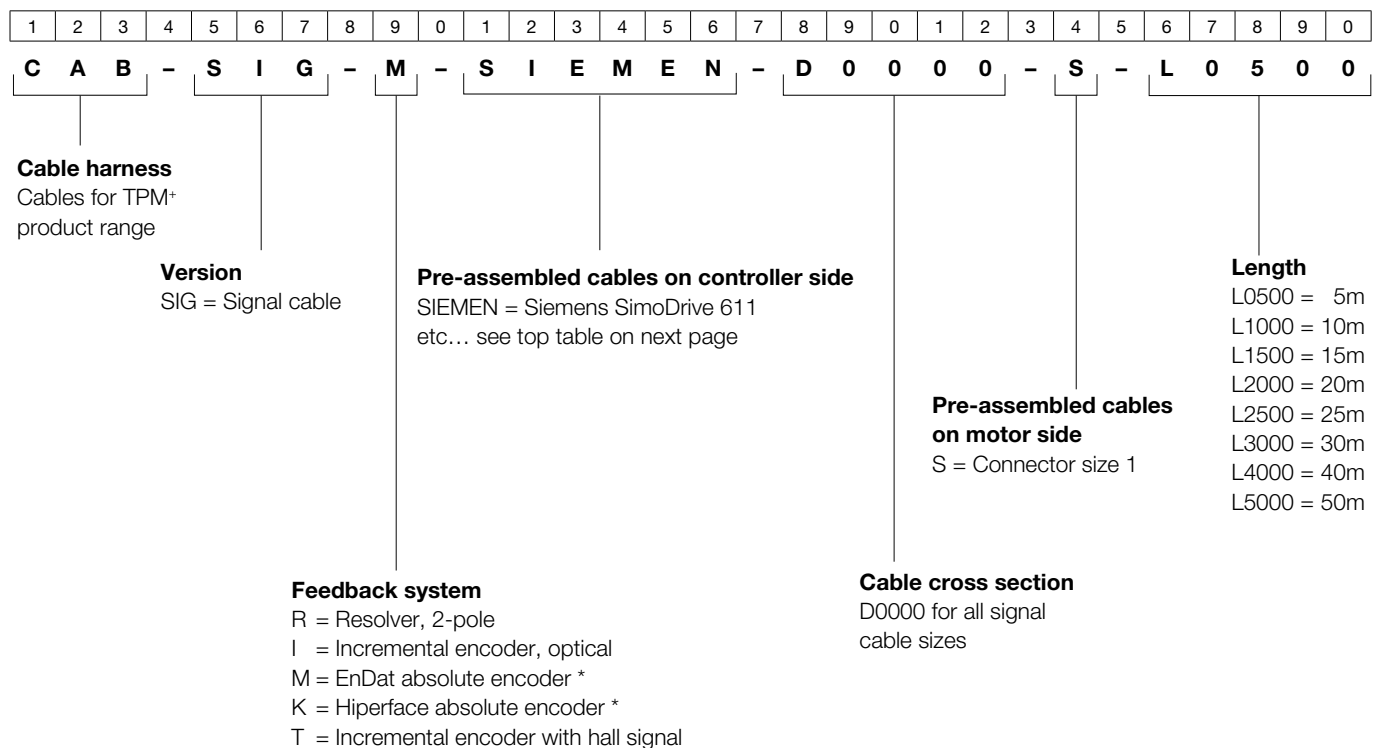 1 2 3 4 5 6 7 8 9 0 1 2 3 4 5 6 7 8 9 0 1 2 3 4 5 6 7 8 9 0
C A B – S I G – M – S I E M E N – D 0 0 0 0 – S – L 0 5 0 0
Cable harness
Cables for TPM+
product range
Version
SIG = Signal cable
Pre-assembled cables on controller side
SIEMEN = Siemens SimoDrive 611
etc… see top table on next page
Length
L0500 = 5m
L1000 = 10m
L1500 = 15m
L2000 = 20m
L2500 = 25m
L3000 = 30m
L4000 = 40m
L5000 = 50m
Pre-assembled cables
on motor side
S = Connector size 1
Feedback system
R = Resolver, 2-pole
I = Incremental encoder, optical
M = EnDat absolute encoder *
K = Hiperface absolute encoder *
T = Incremental encoder with hall signal
Cable cross section
D0000 for all signal
cable sizes